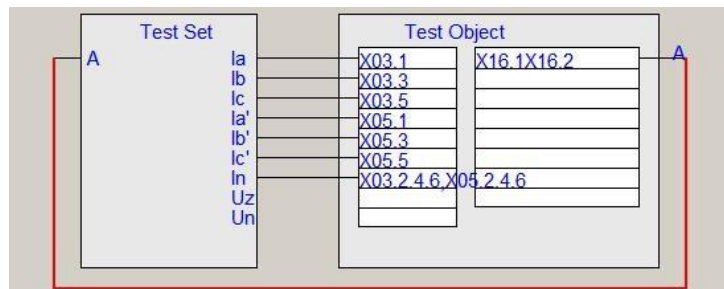 Test Set
Test Object
A
Ia
Ib
Ic
Ia'
Ib'
Ic'
In
Uz
Un
X03.1
X03.3
X03.5
X05.1
X05.3
X05.5
X03.2.4.6,X05.2.4.6
X16.1X16.2
A